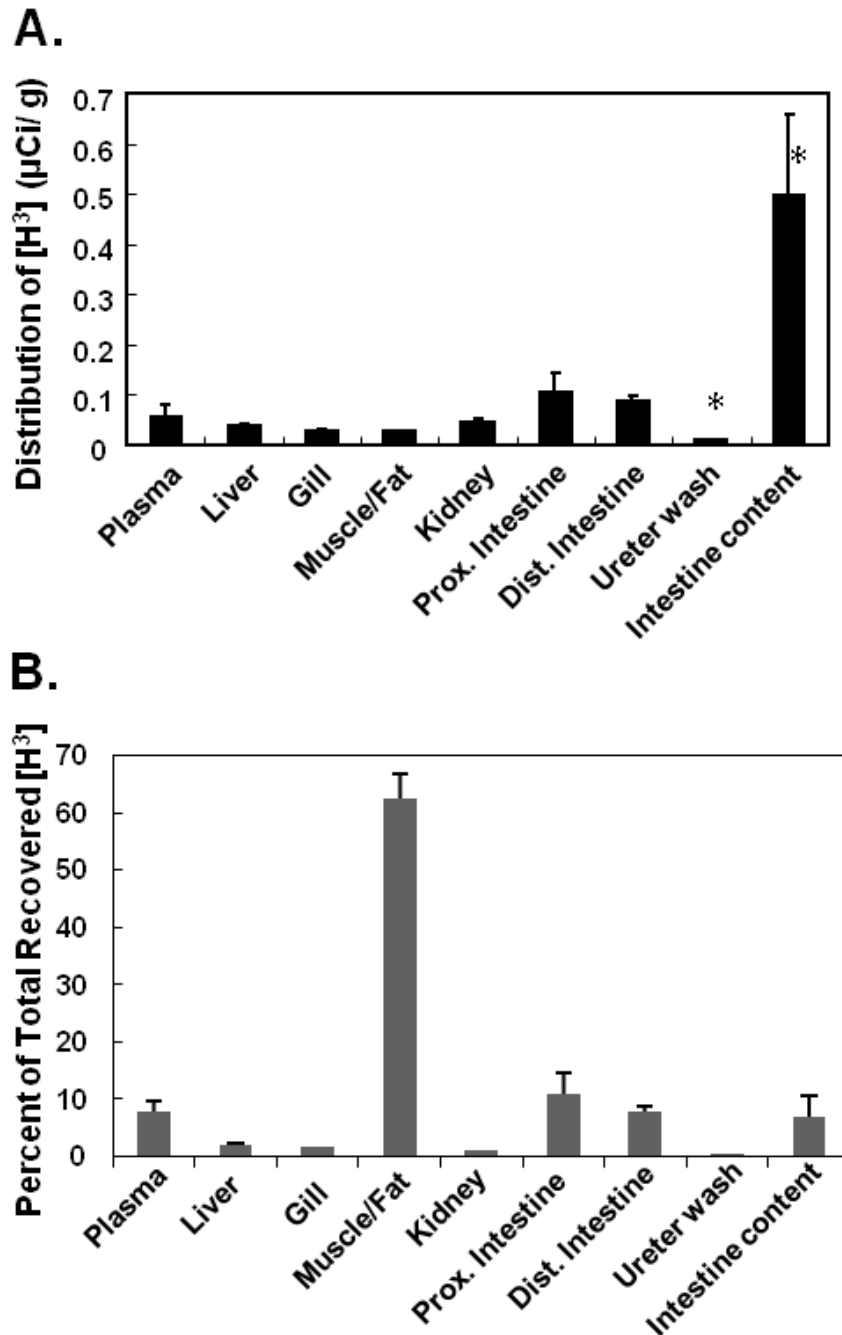 A.
Distribution of [H³] (µCi/ g)
0.7
0.6
0.5
0.4
0.3
0.2
0.1
0
*
*
Plasma
Liver
Gill
Muscle/Fat
Kidney
Prox. Intestine
Dist. Intestine
Ureter wash
Intestine content
B.
Percent of Total Recovered [H³]
70
60
50
40
30
20
10
0
Plasma
Liver
Gill
Muscle/Fat
Kidney
Prox. Intestine
Dist. Intestine
Ureter wash
Intestine content